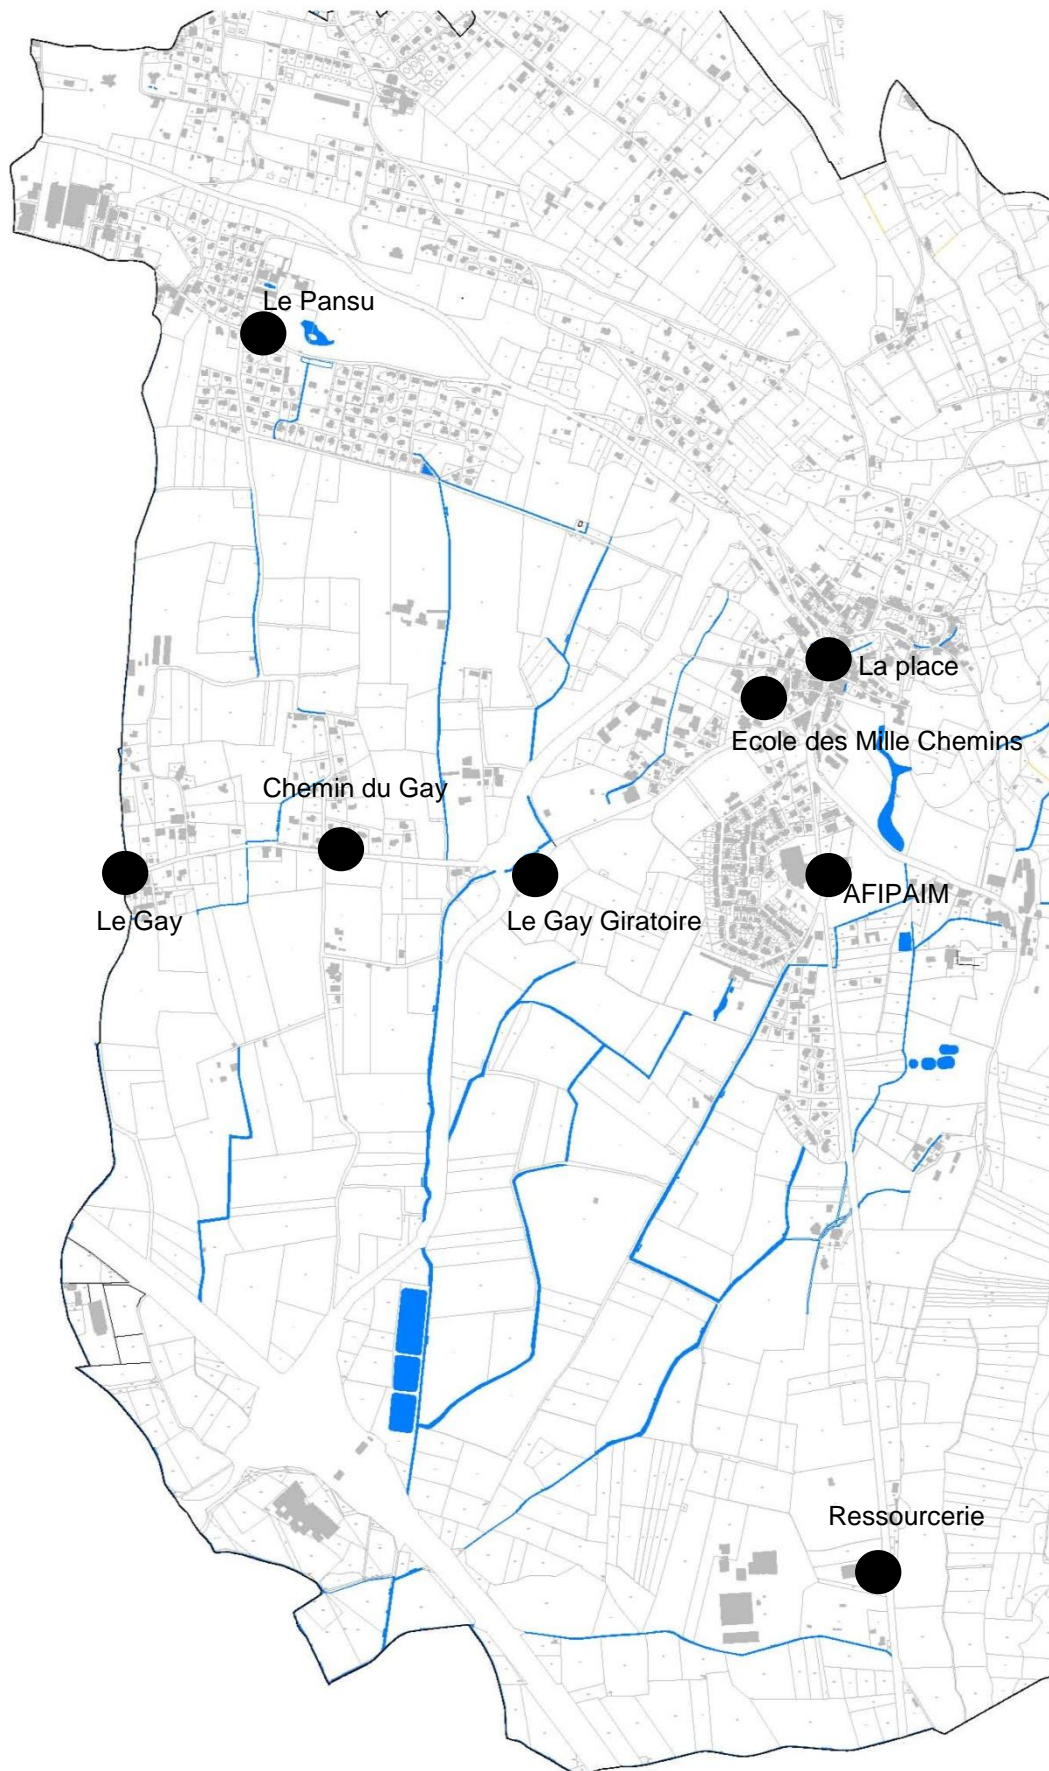 Le Pansu
La place
Ecole des Mille Chemins
Chemin du Gay
AFIPAIM
Le Gay
Le Gay Giratoire
Ressourcerie